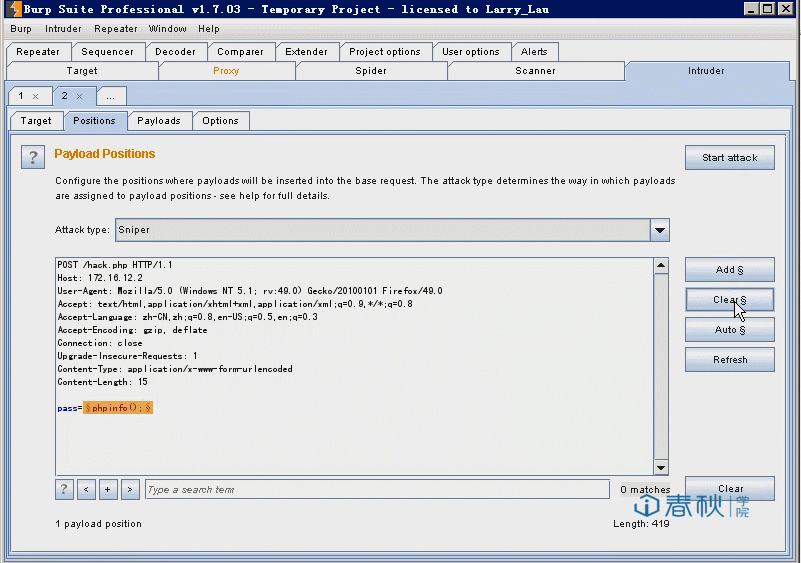 Burp Suite Professional v1.7.03 - Temporary Project - licensed to Larry_Lau
Burp Intruder Repeater Window Help
Repeater Sequencer Decoder Comparer Extender Project options User options Alerts
Target Proxy Spider Scanner Intruder
1 × 2 × ...
Target Positions Payloads Options
? Payload Positions
Start attack
Configure the positions where payloads will be inserted into the base request. The attack type determines the way in which payloads
are assigned to payload positions - see help for full details.
Attack type: Sniper
POST /hack.php HTTP/1.1
Host: 172.16.12.2
User-Agent: Mozilla/5.0 (Windows NT 5.1; rv:49.0) Gecko/20100101 Firefox/49.0
Accept: text/html,application/xhtml+xml,application/xml;q=0.9,*/*;q=0.8
Accept-Language: zh-CN,zh;q=0.8,en-US;q=0.5,en;q=0.3
Accept-Encoding: gzip, deflate
Connection: close
Upgrade-Insecure-Requests: 1
Content-Type: application/x-www-form-urlencoded
Content-Length: 15
pass=§phpinfo();§
Add §
Clear §
Auto §
Refresh
? < + > Type a search term
0 matches
Clear
春秋 学院
1 payload position
Length: 419